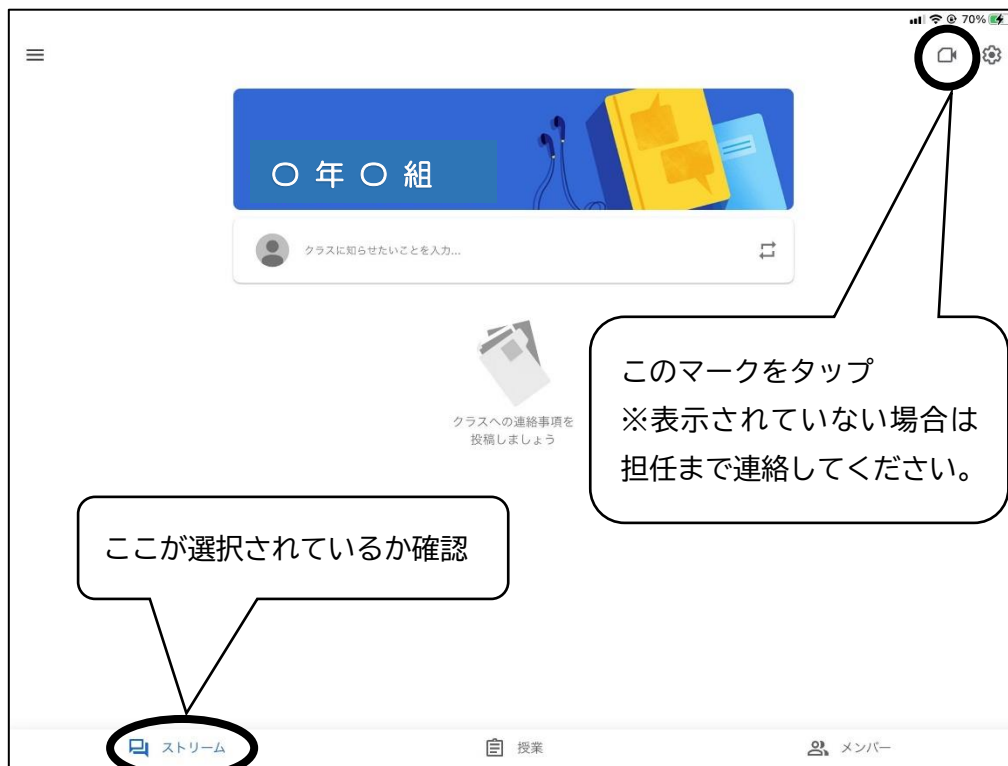 70%
〇年〇組
クラスに知らせたいことを入力...
クラスへの連絡事項を
投稿しましょう
このマークをタップ
※表示されていない場合は
担任まで連絡してください。
ここが選択されているか確認
ストリーム
授業
メンバー